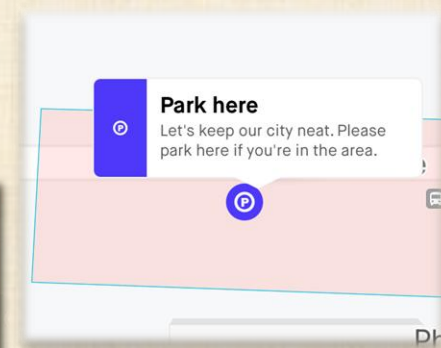 Park here
Let's keep our city neat. Please
park here if you're in the area.
P
P